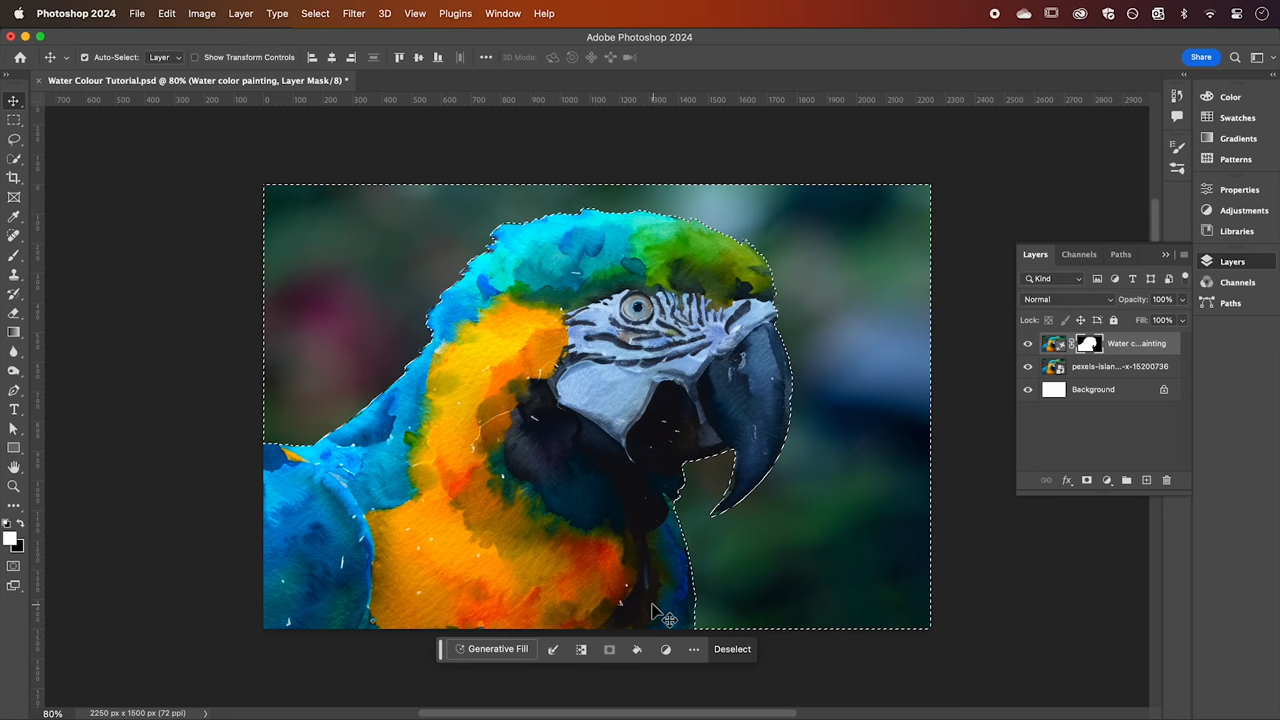 Photoshop 2024 File Edit Image Layer Type Select Filter 3D View Plugins Window Help
Adobe Photoshop 2024
Auto-Select: Layer Show Transform Controls 3D Mode: Share
× Water Colour Tutorial.psd @ 80% (Water color painting, Layer Mask/8) *
700 600 500 400 300 200 100 0 100 200 300 400 500 600 700 800 900 1000 1100 1200 1300 1400 1500 1600 1700 1800 1900 2000 2100 2200 2300 2400 2500 2600 2700 2800 2900
Color
Swatches
Gradients
Patterns
Properties
Adjustments
Libraries
Layers
Channels
Paths
Layers Channels Paths
Kind
Normal Opacity: 100%
Lock: Fill: 100%
Water c...ainting
pexels-islan...-x-15200736
Background
fx
Generative Fill Deselect
80% 2250 px x 1500 px (72 ppi)